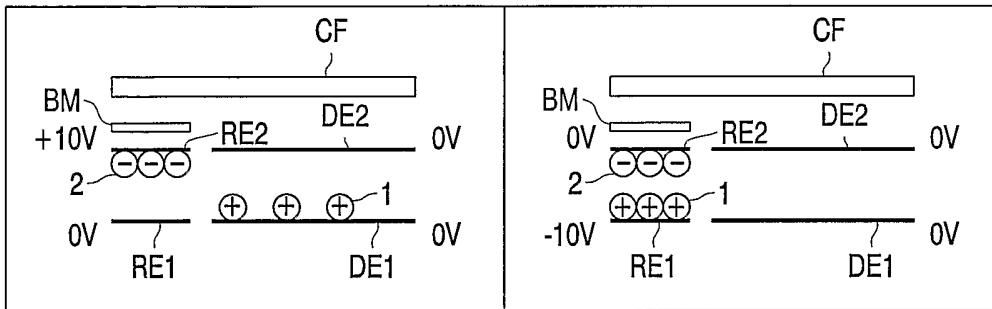 CF
BM
DE2
+10V
RE2
0V
2
1
0V
RE1
DE1
0V
CF
BM
DE2
0V
RE2
0V
2
1
-10V
RE1
DE1
0V